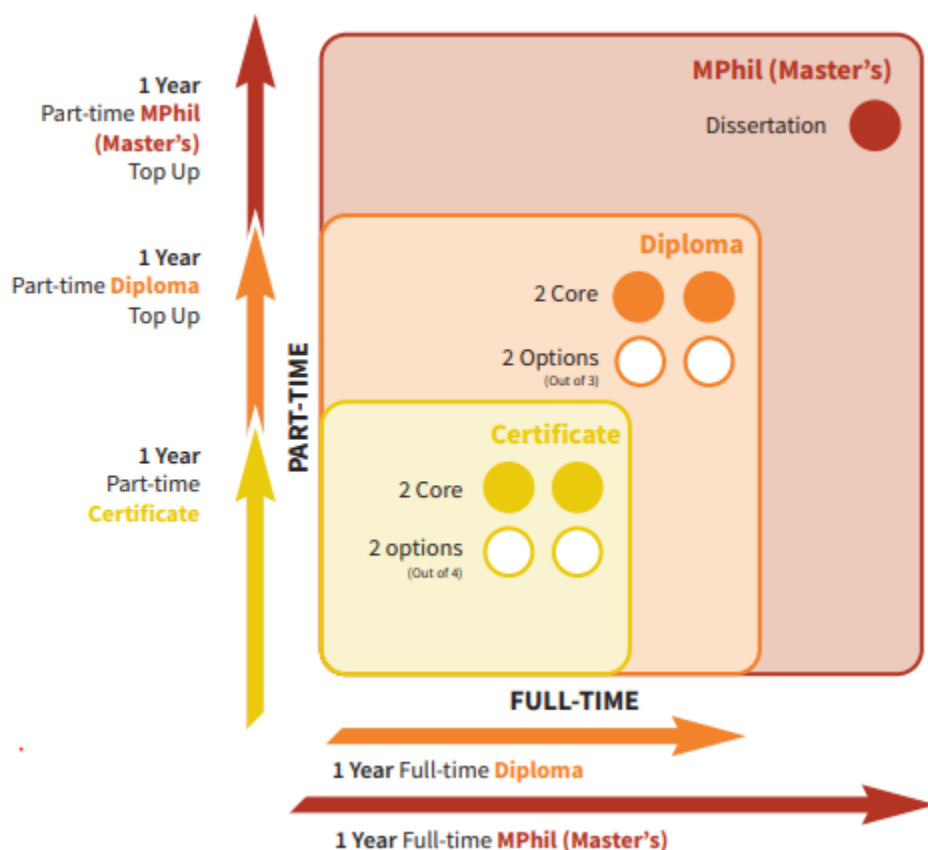 1 Year
Part-time MPhil
(Master's)
Top Up
1 Year
Part-time Diploma
Top Up
1 Year
Part-time
Certificate
PART-TIME
MPhil (Master's)
Dissertation
Diploma
2 Core
2 Options
(Out of 3)
Certificate
2 Core
2 options
(Out of 4)
FULL-TIME
1 Year Full-time Diploma
1 Year Full-time MPhil (Master's)